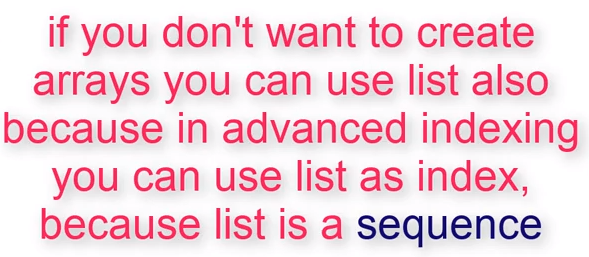 if you don't want to create
arrays you can use list also
because in advanced indexing
you can use list as index,
because list is a sequence